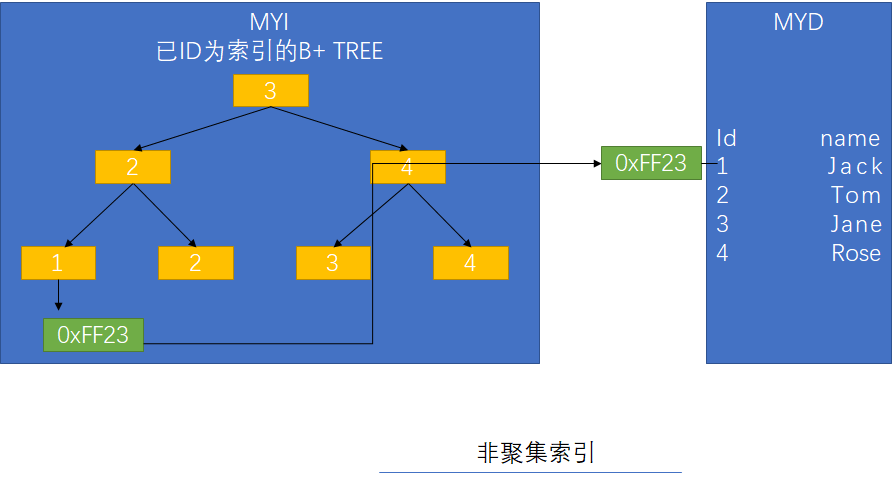 MYI
已ID为索引的B+ TREE
3
2
4
1
2
3
4
0xFF23
0xFF23
MYD
Id name
1 Jack
2 Tom
3 Jane
4 Rose
非聚集索引